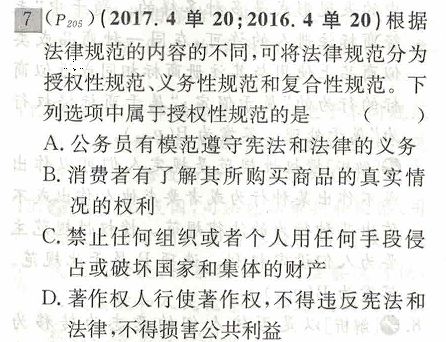 7 (P205)(2017.4 单 20;2016.4 单 20)根据
法律规范的内容的不同,可将法律规范分为
授权性规范、义务性规范和复合性规范。下
列选项中属于授权性规范的是 ( )
A. 公务员有模范遵守宪法和法律的义务
B. 消费者有了解其所购买商品的真实情
况的权利
C. 禁止任何组织或者个人用任何手段侵
占或破坏国家和集体的财产
D. 著作权人行使著作权,不得违反宪法和
法律,不得损害公共利益